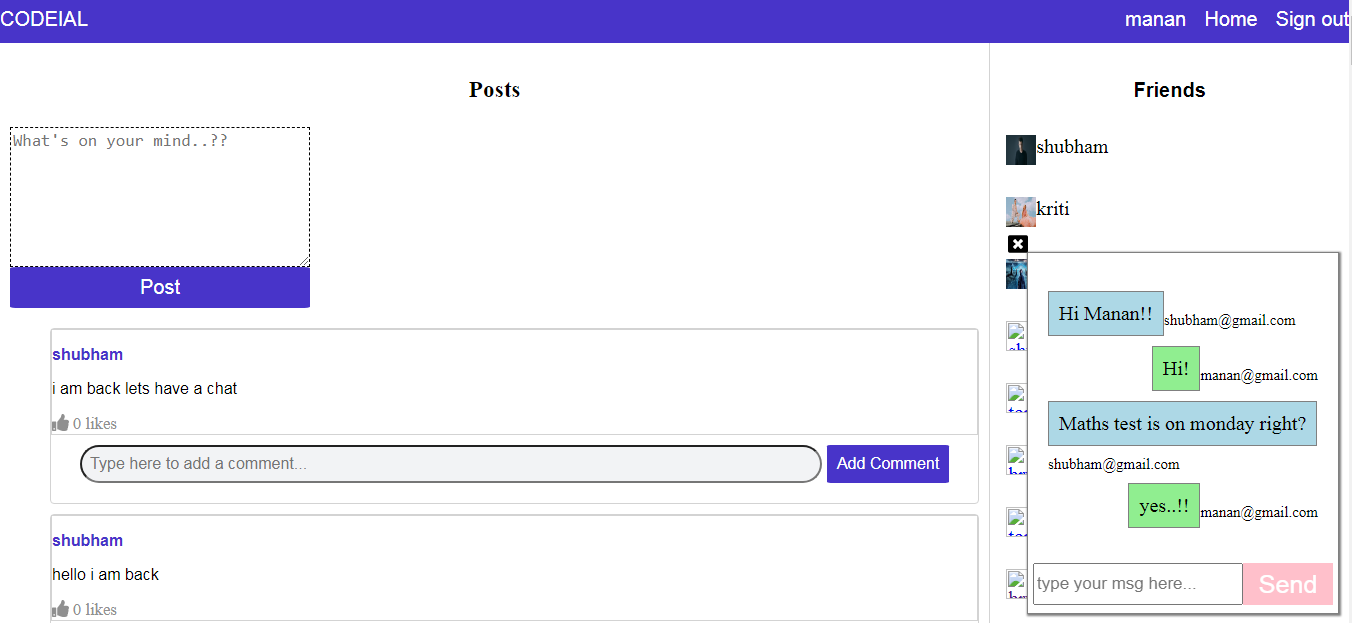 CODEIAL
manan Home Sign out
Posts
What's on your mind..??
Post
shubham
i am back lets have a chat
0 likes
Type here to add a comment...
Add Comment
shubham
hello i am back
0 likes
Friends
shubham
kriti
Hi Manan!! shubham@gmail.com
Hi! manan@gmail.com
Maths test is on monday right?
shubham@gmail.com
yes..!! manan@gmail.com
type your msg here...
Send